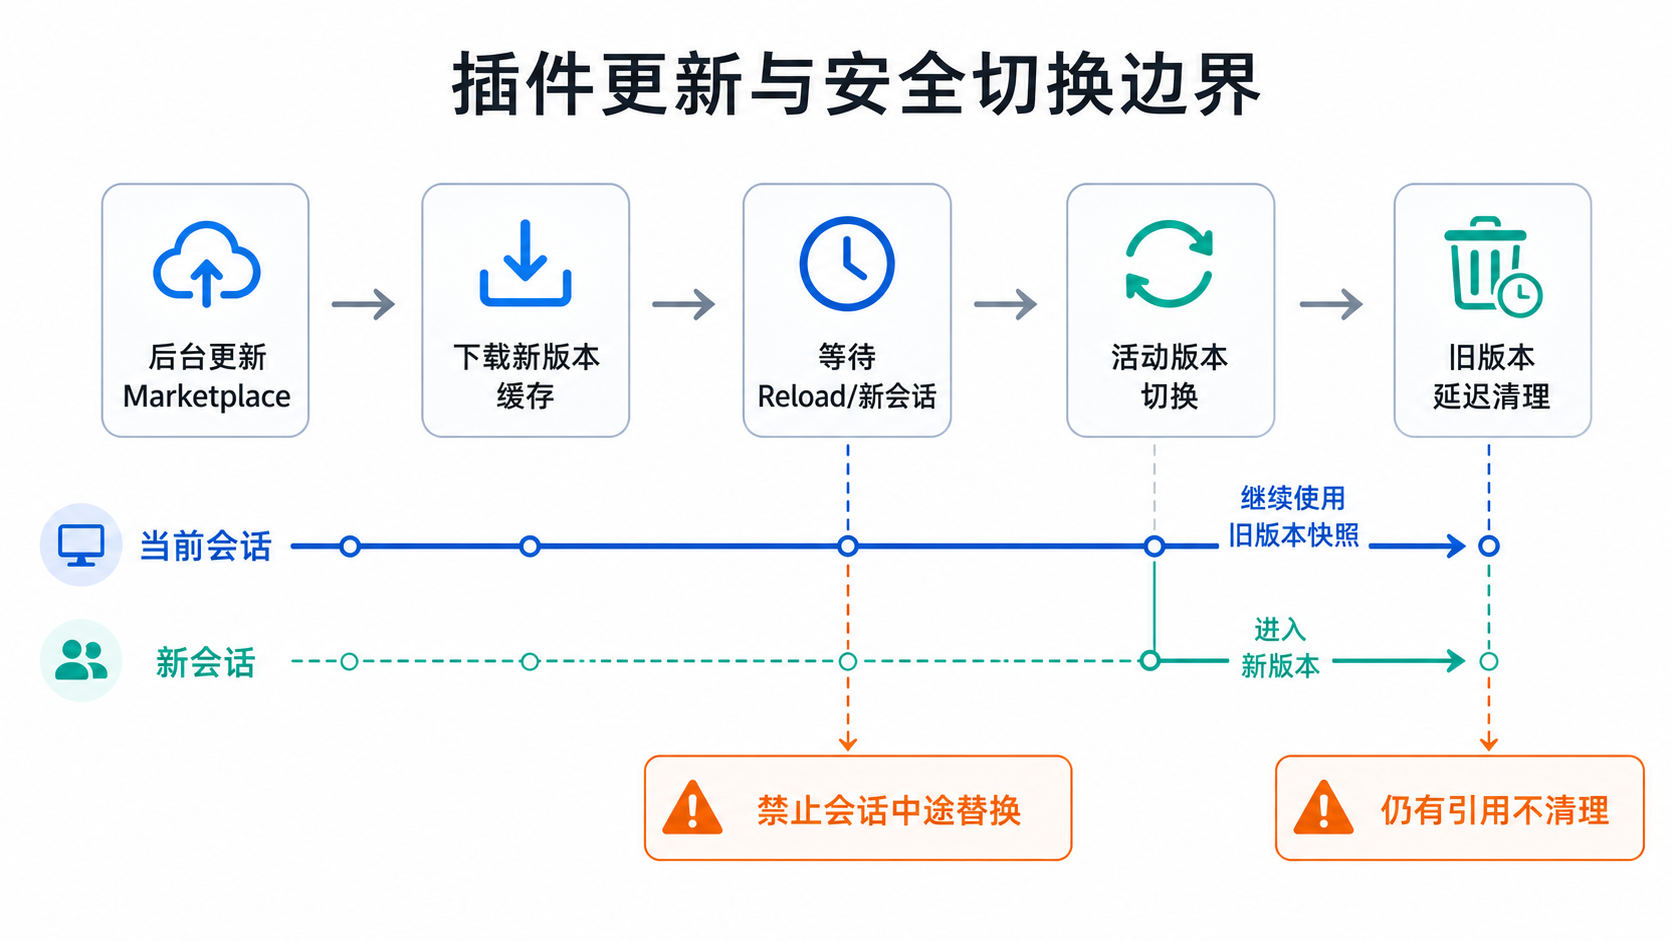 插件更新与安全切换边界
后台更新
Marketplace
下载新版本
缓存
等待
Reload/新会话
活动版本
切换
旧版本
延迟清理
当前会话
继续使用
旧版本快照
新会话
进入
新版本
禁止会话中途替换
仍有引用不清理